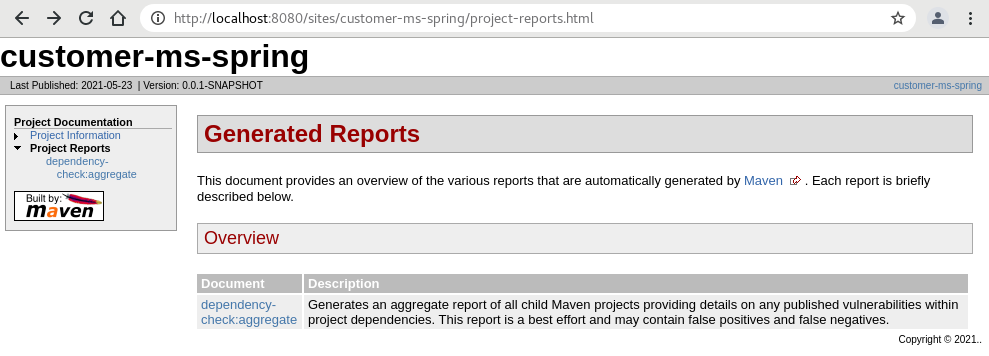 http://localhost:8080/sites/customer-ms-spring/project-reports.html
customer-ms-spring
Last Published: 2021-05-23 | Version: 0.0.1-SNAPSHOT
customer-ms-spring
Project Documentation
Project Information
Project Reports
dependency-
check:aggregate
Built by:
maven
Generated Reports
This document provides an overview of the various reports that are automatically generated by Maven . Each report is briefly
described below.
Overview
Document Description
dependency- Generates an aggregate report of all child Maven projects providing details on any published vulnerabilities within
check:aggregate project dependencies. This report is a best effort and may contain false positives and false negatives.
Copyright © 2021..